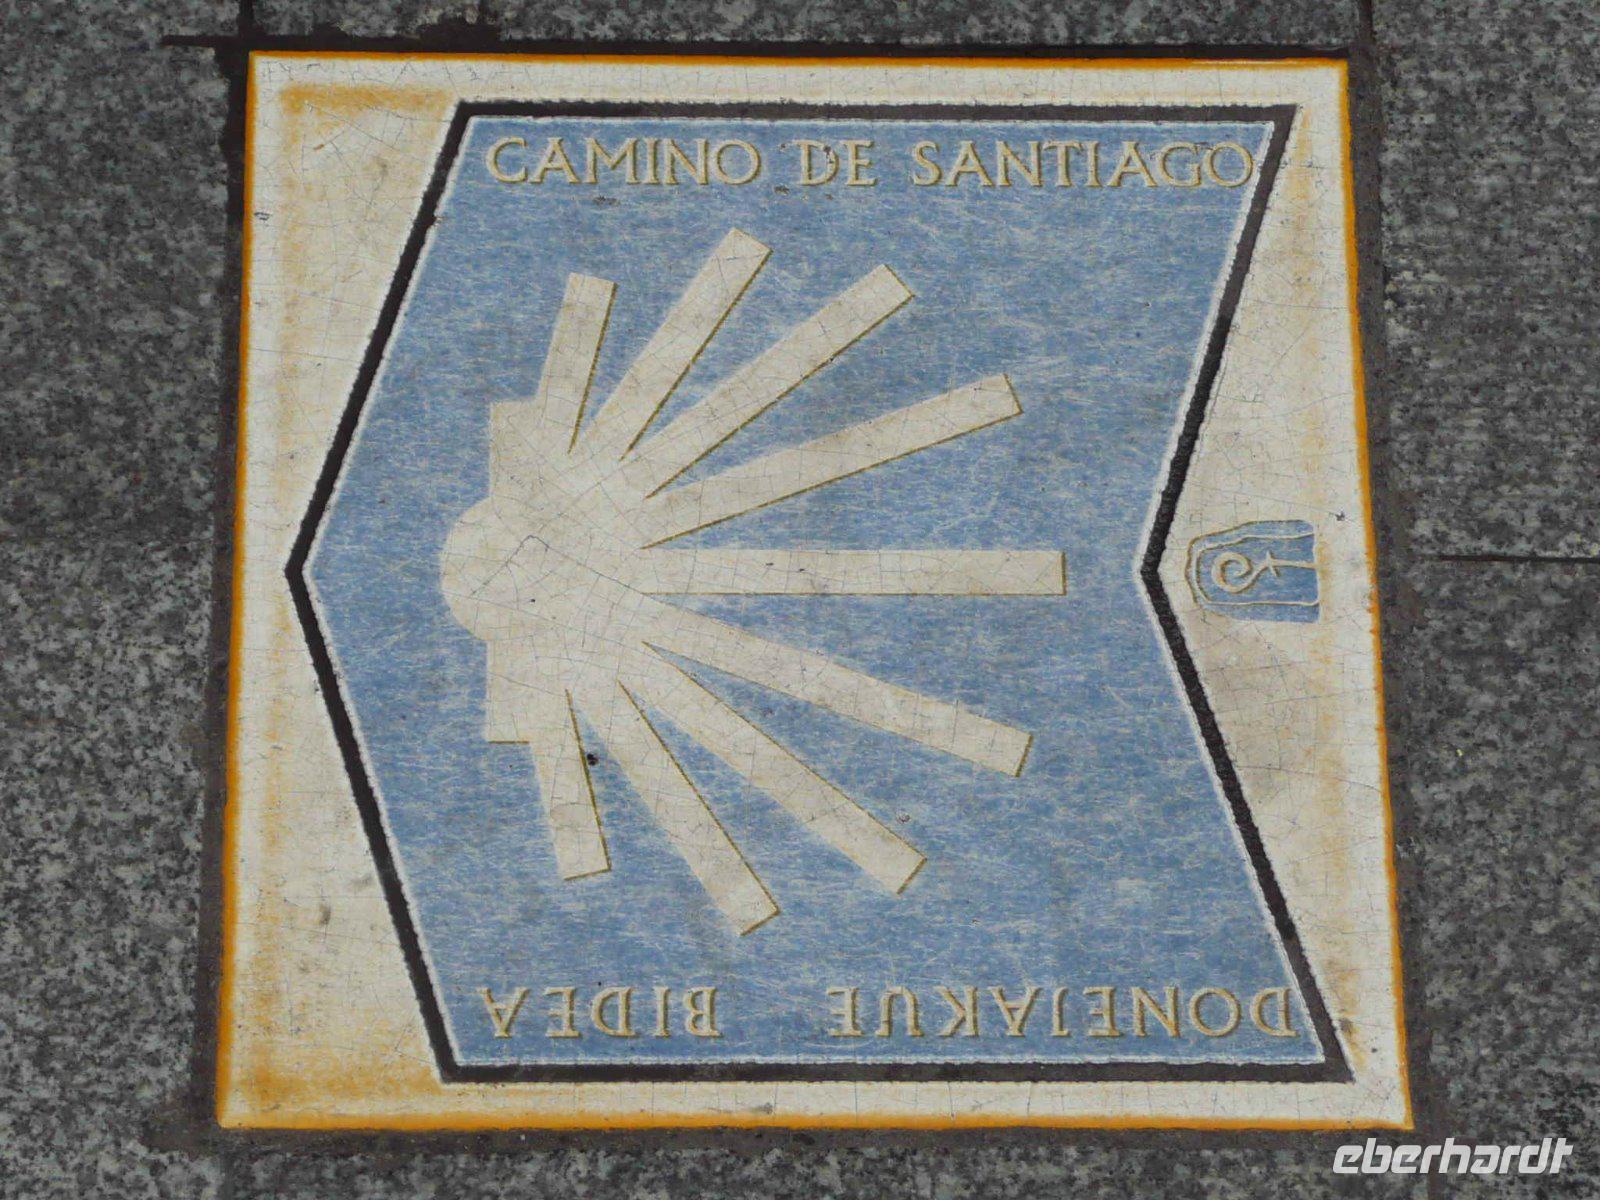 CAMINO DE SANTIAGO
DONEJAKUE BIDEA
eberhardt